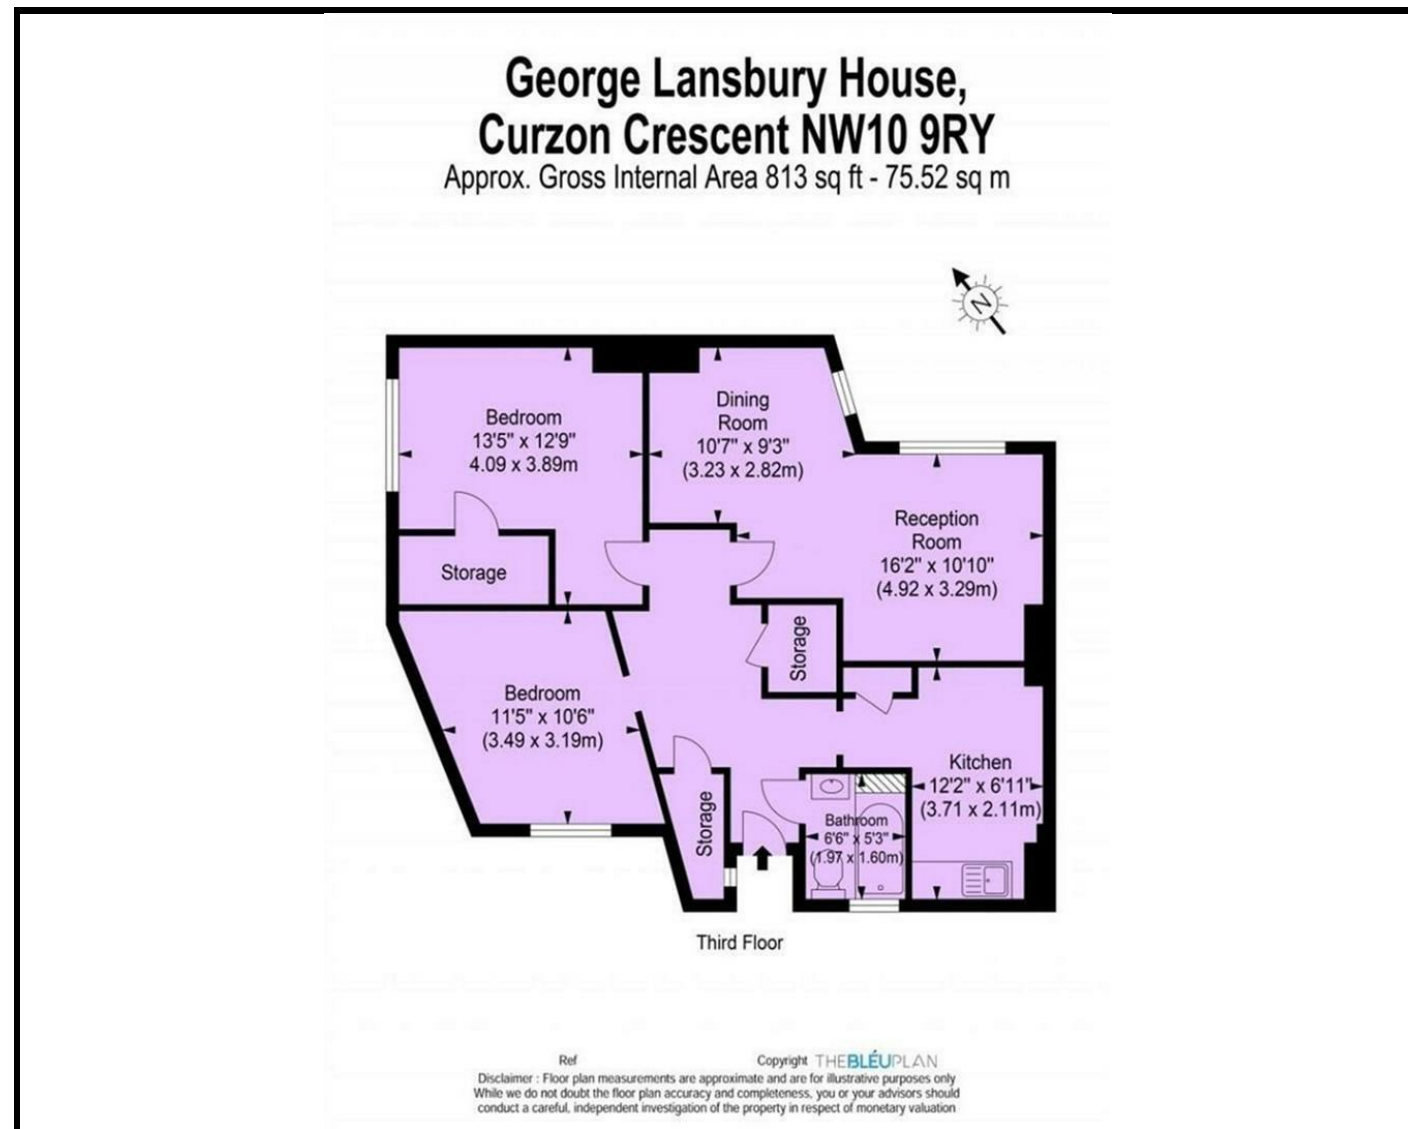 George Lansbury House,
Curzon Crescent NW10 9RY
Approx. Gross Internal Area 813 sq ft - 75.52 sq m
N
Bedroom
13'5" x 12'9"
4.09 x 3.89m
Dining
Room
10'7" x 9'3"
(3.23 x 2.82m)
Reception
Room
16'2" x 10'10"
(4.92 x 3.29m)
Storage
Storage
Bedroom
11'5" x 10'6"
(3.49 x 3.19m)
Kitchen
12'2" x 6'11"
(3.71 x 2.11m)
Storage
Bathroom
6'6" x 5'3"
(1.97 x 1.60m)
Third Floor
Ref
Copyright THEBLÉUPLAN
Disclaimer : Floor plan measurements are approximate and are for illustrative purposes only
While we do not doubt the floor plan accuracy and completeness, you or your advisors should
conduct a careful, independent investigation of the property in respect of monetary valuation